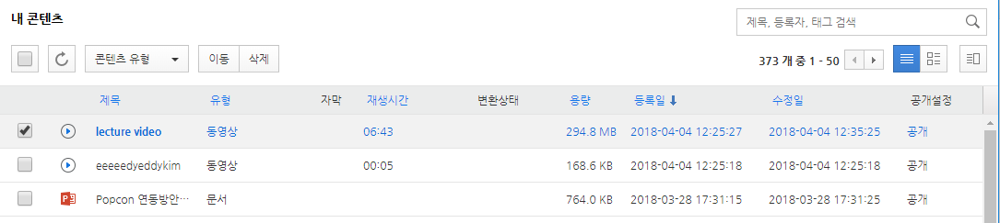 내 콘텐츠
제목, 등록자, 태그 검색
콘텐츠 유형 이동 삭제 373 개 중 1 - 50
제목 유형 자막 재생시간 변환상태 용량 등록일 수정일 공개설정
lecture video 동영상 06:43 294.8 MB 2018-04-04 12:25:27 2018-04-04 12:35:25 공개
eeeeedyeddykim 동영상 00:05 168.6 KB 2018-04-04 12:25:18 2018-04-04 12:25:18 공개
Popcon 연동방안… 문서 764.0 KB 2018-03-28 17:31:15 2018-03-28 17:31:25 공개